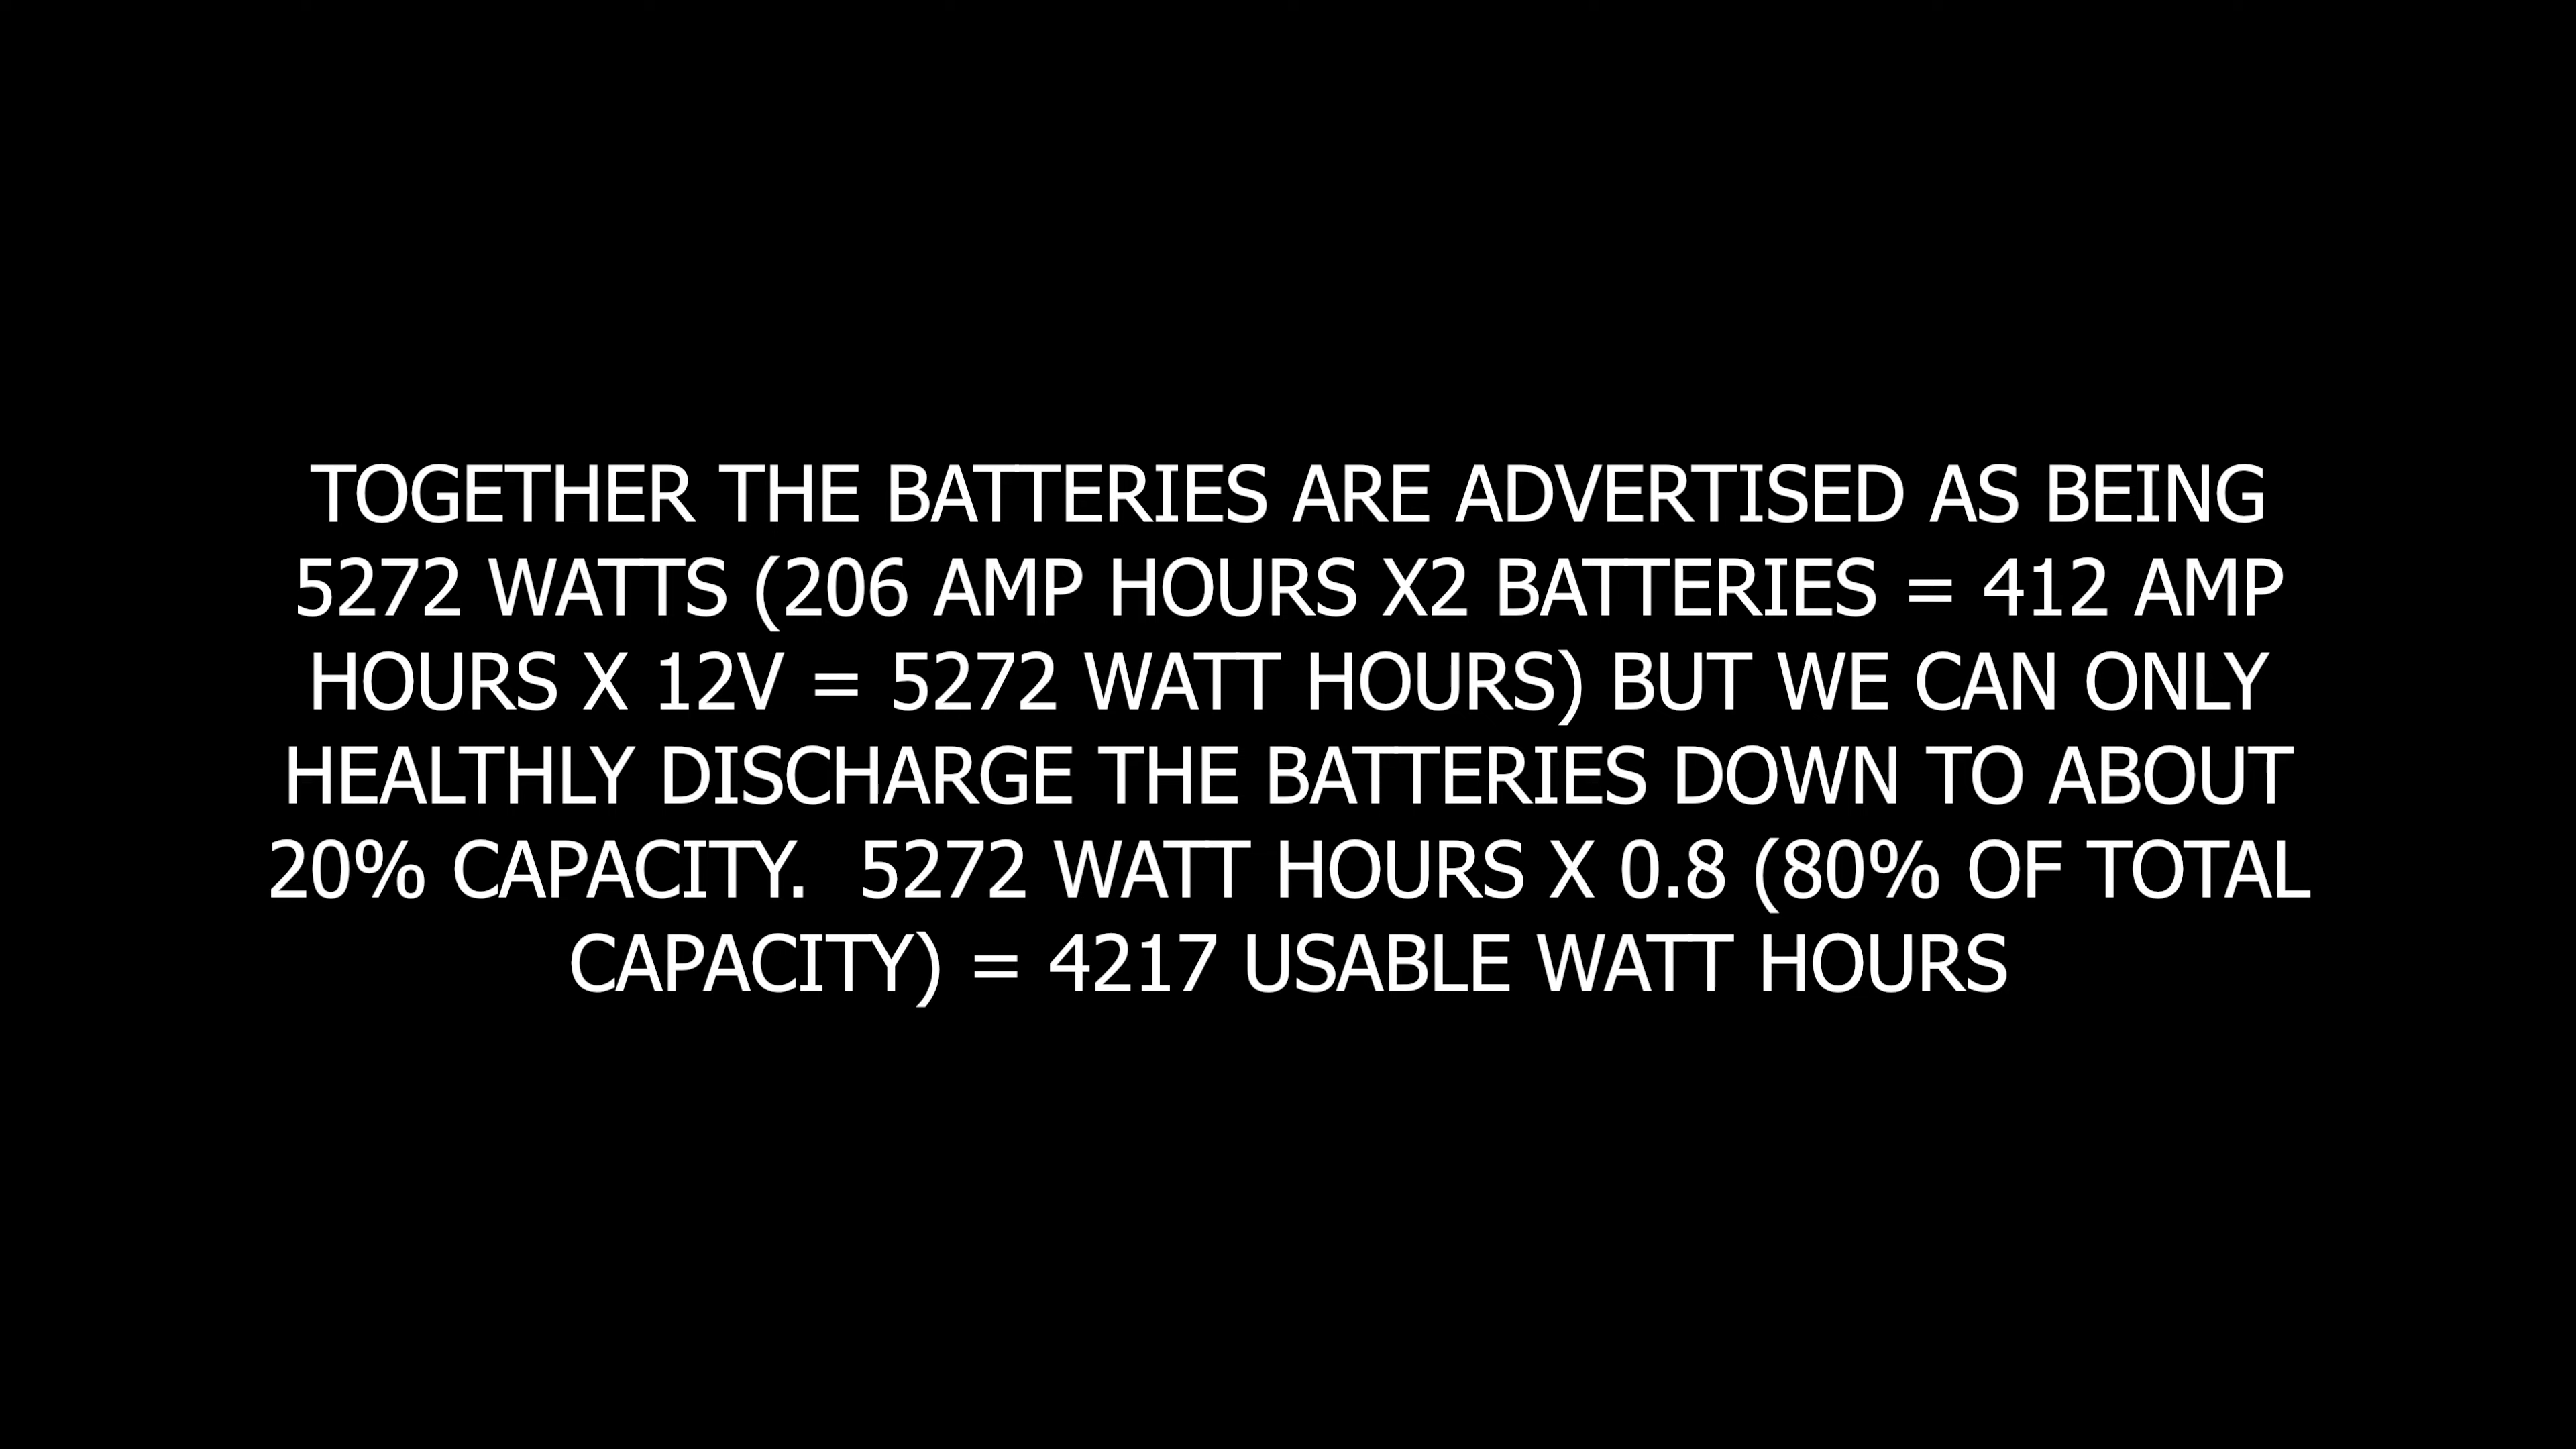 TOGETHER THE BATTERIES ARE ADVERTISED AS BEING
5272 WATTS (206 AMP HOURS X2 BATTERIES = 412 AMP
HOURS X 12V = 5272 WATT HOURS) BUT WE CAN ONLY
HEALTHLY DISCHARGE THE BATTERIES DOWN TO ABOUT
20% CAPACITY.  5272 WATT HOURS X 0.8 (80% OF TOTAL
CAPACITY) = 4217 USABLE WATT HOURS